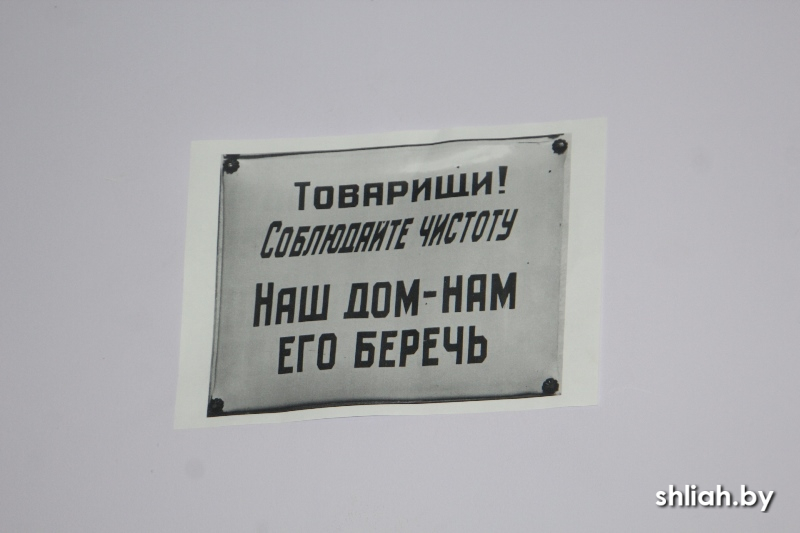 Товарищи!
Соблюдайте чистоту
Наш дом-нам
его беречь
shliah.by